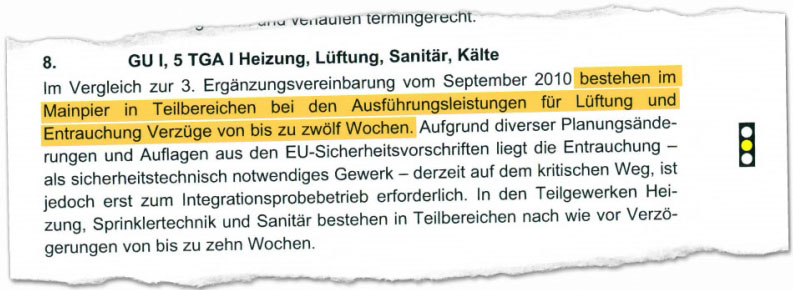 und verlaufen termingerecht.
8. GU I, 5 TGA I Heizung, Lüftung, Sanitär, Kälte
Im Vergleich zur 3. Ergänzungsvereinbarung vom September 2010 bestehen im
Mainpier in Teilbereichen bei den Ausführungsleistungen für Lüftung und
Entrauchung Verzüge von bis zu zwölf Wochen. Aufgrund diverser Planungsände-
rungen und Auflagen aus den EU-Sicherheitsvorschriften liegt die Entrauchung –
als sicherheitstechnisch notwendiges Gewerk – derzeit auf dem kritischen Weg, ist
jedoch erst zum Integrationsprobebetrieb erforderlich. In den Teilgewerken Hei-
zung, Sprinklertechnik und Sanitär bestehen in Teilbereichen nach wie vor Verzö-
gerungen von bis zu zehn Wochen.